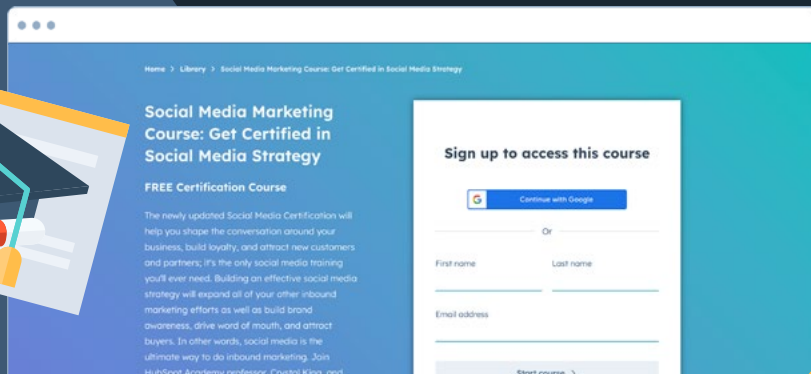 Home > Library > Social Media Marketing Course: Get Certified in Social Media Strategy
Social Media Marketing
Course: Get Certified in
Social Media Strategy
FREE Certification Course
The newly updated Social Media Certification will
help you shape the conversation around your
business, build loyalty, and attract new customers
and partners; it's the only social media training
you'll ever need. Building an effective social media
strategy will expand all of your other inbound
marketing efforts as well as build brand
awareness, drive word of mouth, and attract
buyers. In other words, social media is the
ultimate way to do inbound marketing. Join
HubSpot Academy professor, Crystal King, and
Sign up to access this course
Continue with Google
Or
First name Last name
Email address
Start course >